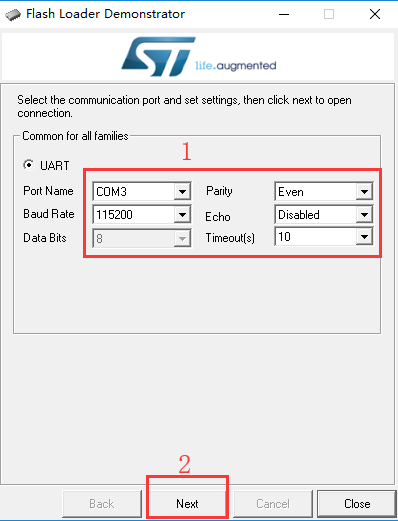 Flash Loader Demonstrator
ST life.augmented
Select the communication port and set settings, then click next to open
connection.
Common for all families
1
UART
Port Name COM3 Parity Even
Baud Rate 115200 Echo Disabled
Data Bits 8 Timeout(s) 10
2
Back Next Cancel Close